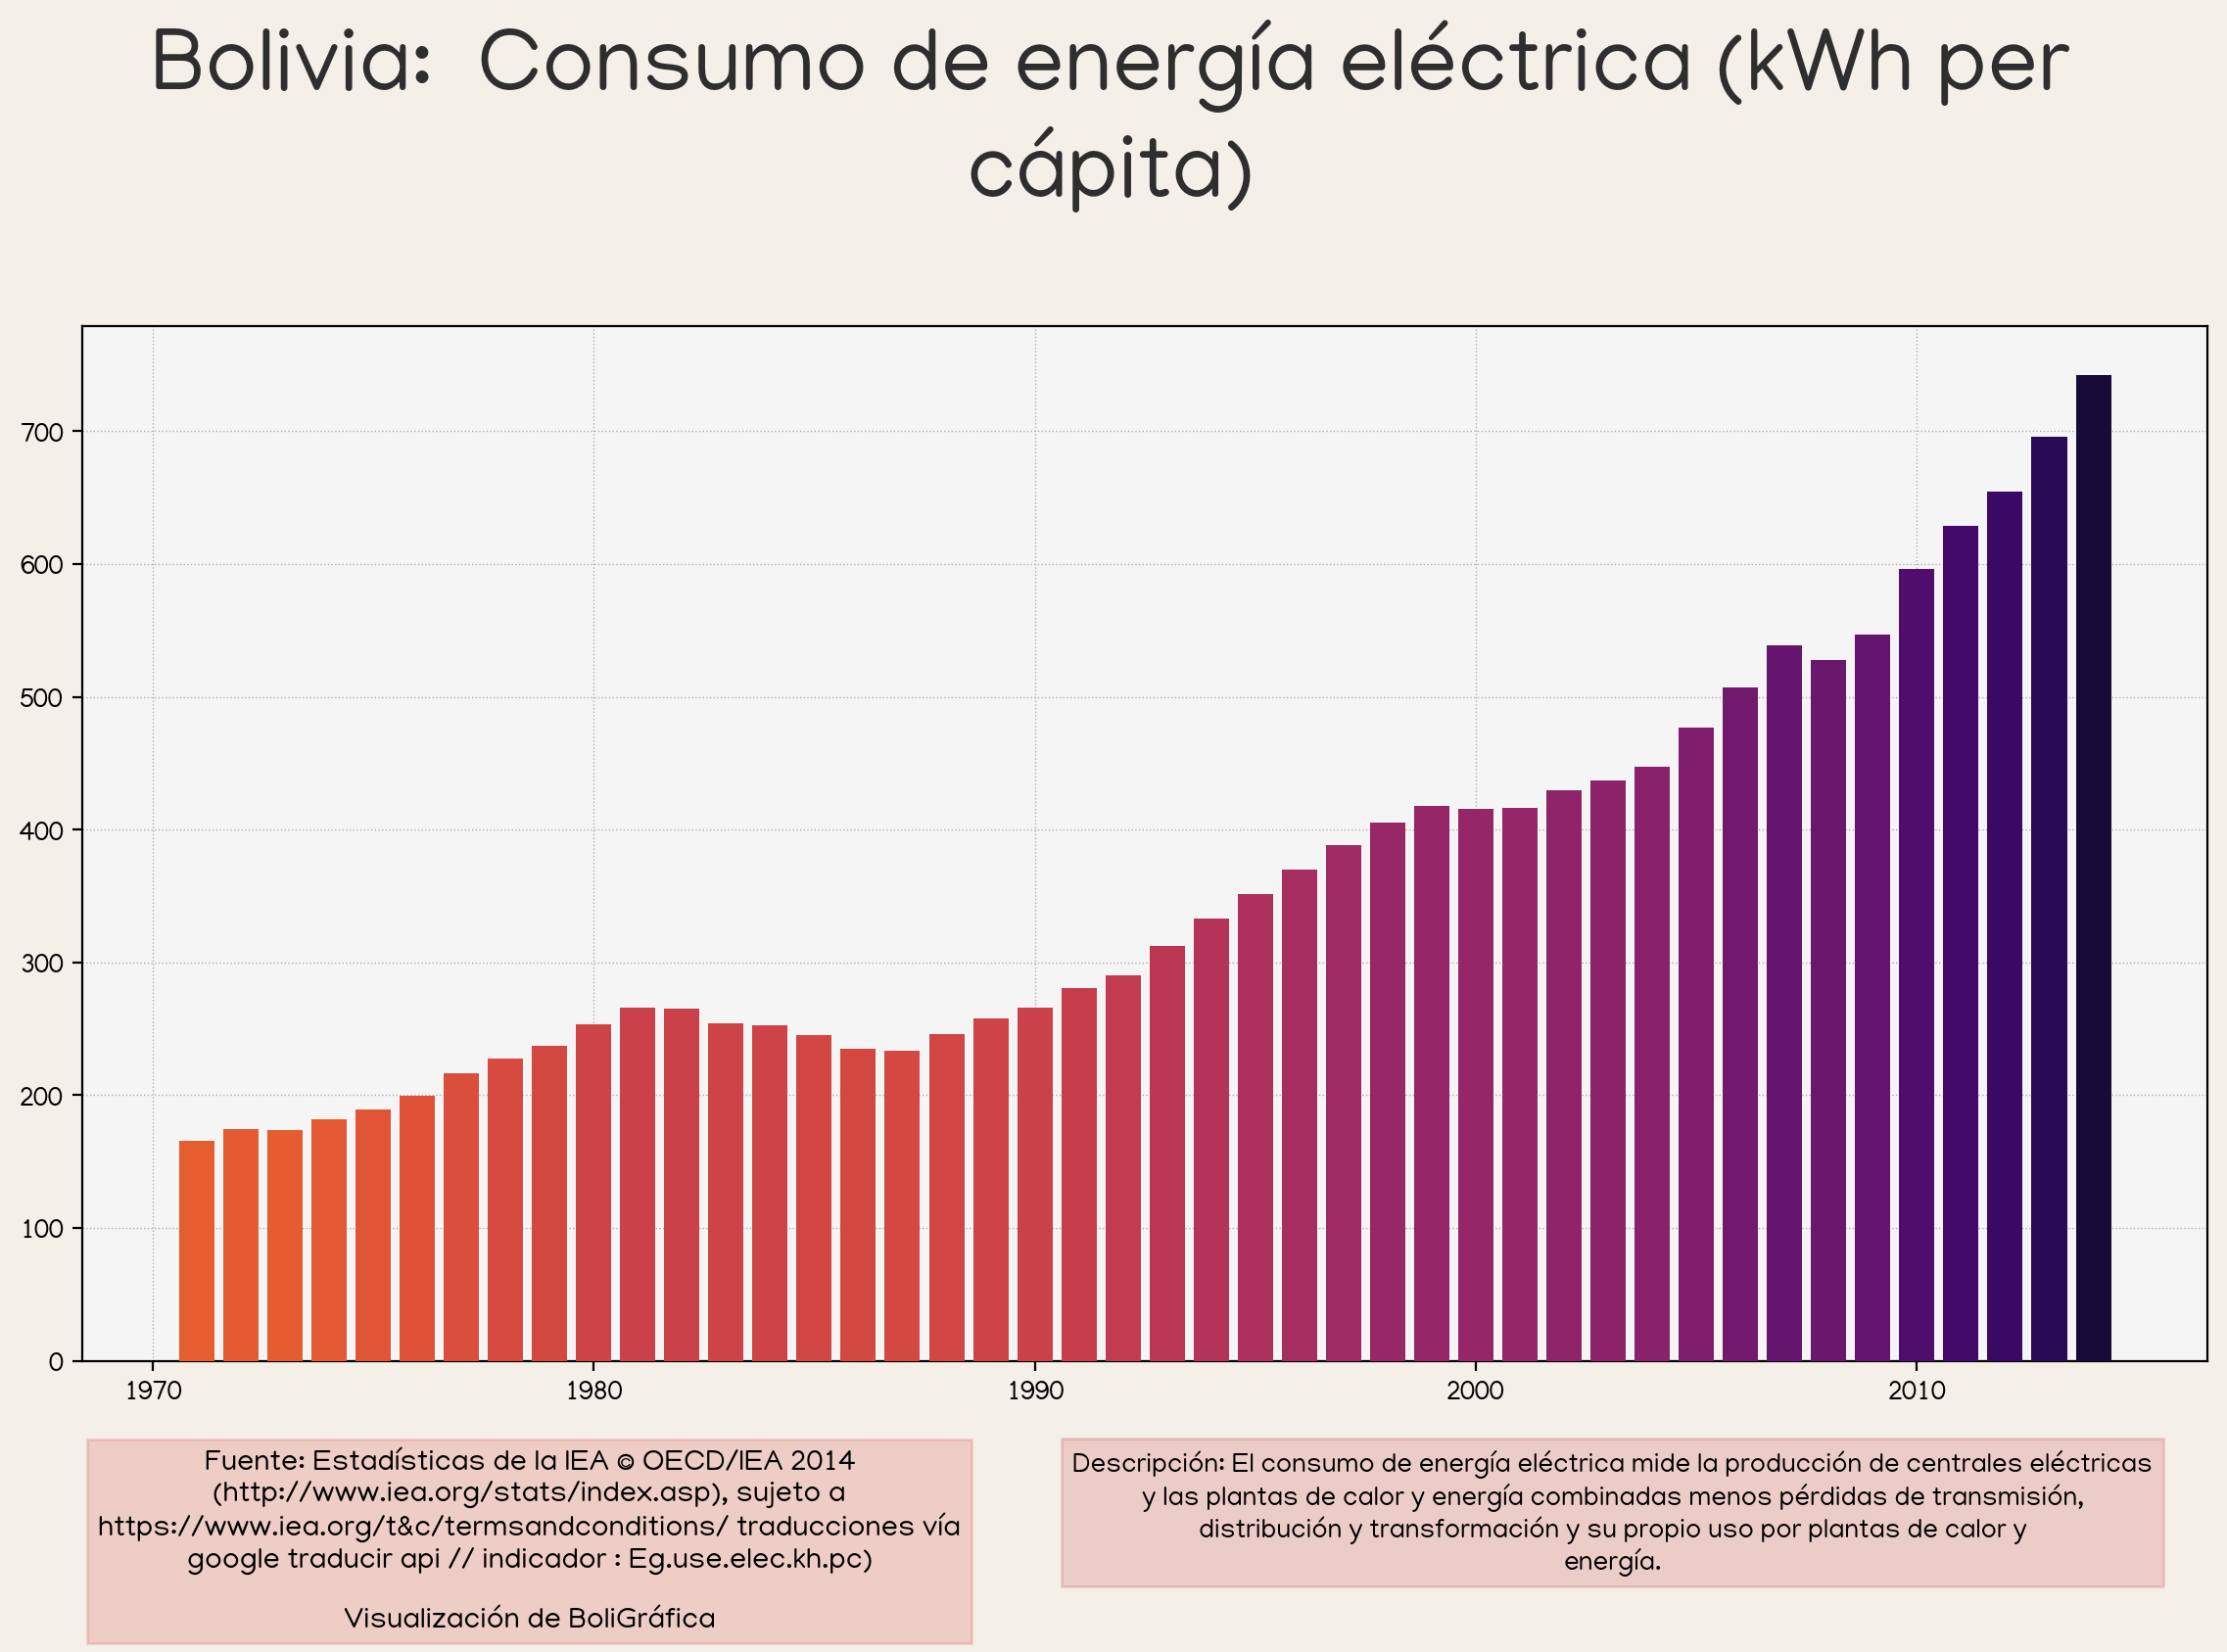 Bolivia:  Consumo de energía eléctrica (kWh per
cápita)
700
600
500
400
300
200
100
0
1970
1980
1990
2000
2010
Fuente: Estadísticas de la IEA © OECD/IEA 2014
(http://www.iea.org/stats/index.asp), sujeto a
https://www.iea.org/t&c/termsandconditions/ traducciones vía
google traducir api // indicador : Eg.use.elec.kh.pc)
Visualización de BoliGráfica
Descripción: El consumo de energía eléctrica mide la producción de centrales eléctricas
y las plantas de calor y energía combinadas menos pérdidas de transmisión,
distribución y transformación y su propio uso por plantas de calor y
energía.